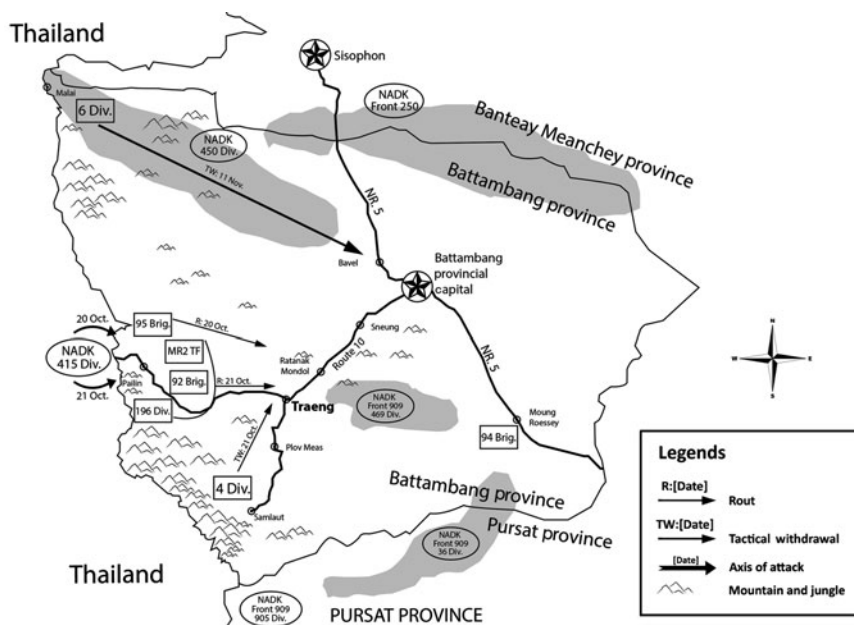 Thailand
Sisophon
Malai
6 Div.
NADK
Front 250
NADK
450 Div.
Banteay Meanchey province
Battambang province
TW: 11 Nov.
NR. 5
Bavel
Battambang
provincial
capital
20 Oct.
95 Brig.
R: 20 Oct.
Sneung
NADK
415 Div.
MR2 TF
Ratanak
Mondol
Route 10
NR. 5
Pailin
92 Brig.
R: 21 Oct.
21 Oct.
196 Div.
Traeng
NADK
Front 909
469 Div.
Moung
Roessey
94 Brig.
TW: 21 Oct.
Plov Meas
4 Div.
Samlaut
Battambang province
Pursat province
NADK
Front 909
36 Div.
Thailand
NADK
Front 909
905 Div.
PURSAT PROVINCE
N
W
E
S
Legends
R:[Date]
Rout
TW:[Date]
Tactical withdrawal
[Date]
Axis of attack
Mountain and jungle